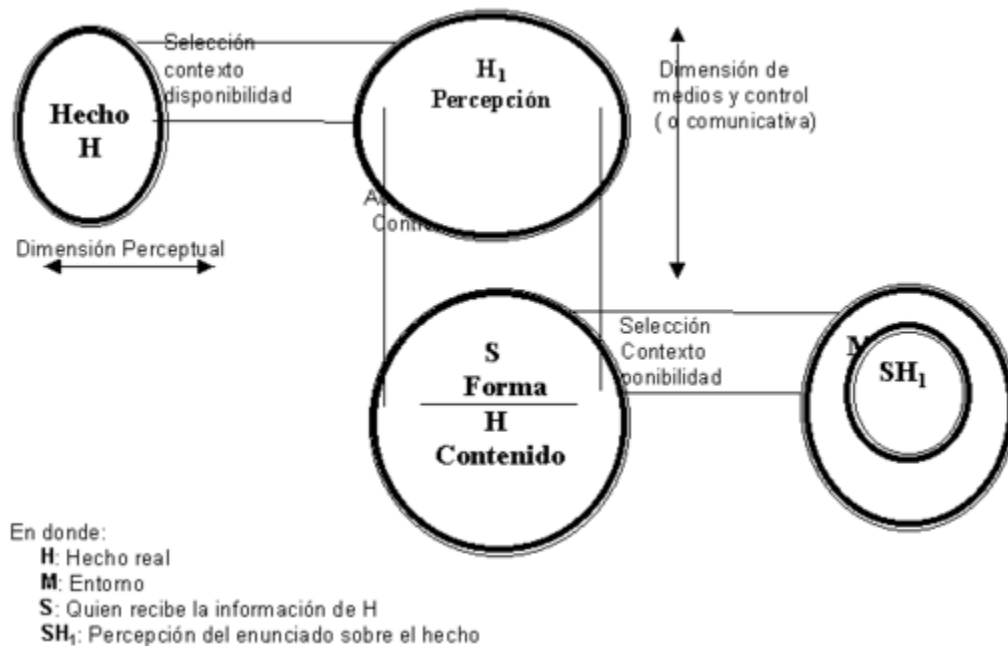 Selección
contexto
disponibilidad
Hecho
H
H₁
Percepción
Dimensión de
medios y control
( o comunicativa)
Dimensión Perceptual
S
Forma
H
Contenido
Selección
Contexto
ponibilidad
M
SH₁
En donde:
H: Hecho real
M: Entorno
S: Quien recibe la información de H
SH₁: Percepción del enunciado sobre el hecho